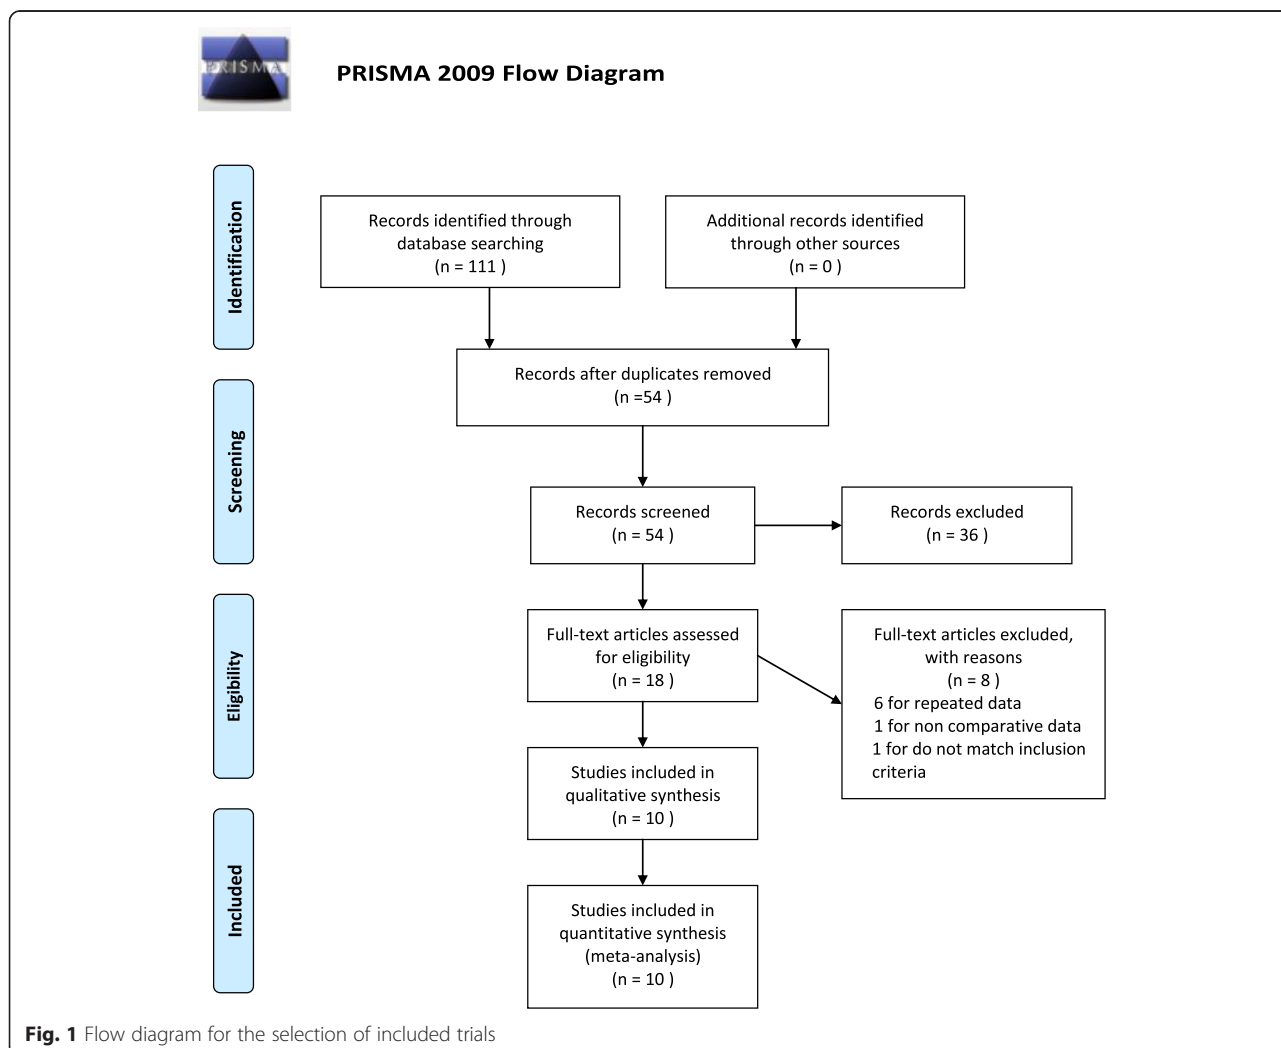 PRISMA
PRISMA 2009 Flow Diagram
Identification
Records identified through
database searching
(n = 111 )
Additional records identified
through other sources
(n = 0 )
Records after duplicates removed
(n =54 )
Screening
Records screened
(n = 54 )
Records excluded
(n = 36 )
Eligibility
Full-text articles assessed
for eligibility
(n = 18 )
Full-text articles excluded,
with reasons
(n = 8 )
6 for repeated data
1 for non comparative data
1 for do not match inclusion
criteria
Studies included in
qualitative synthesis
(n = 10 )
Included
Studies included in
quantitative synthesis
(meta-analysis)
(n = 10 )
Fig. 1 Flow diagram for the selection of included trials